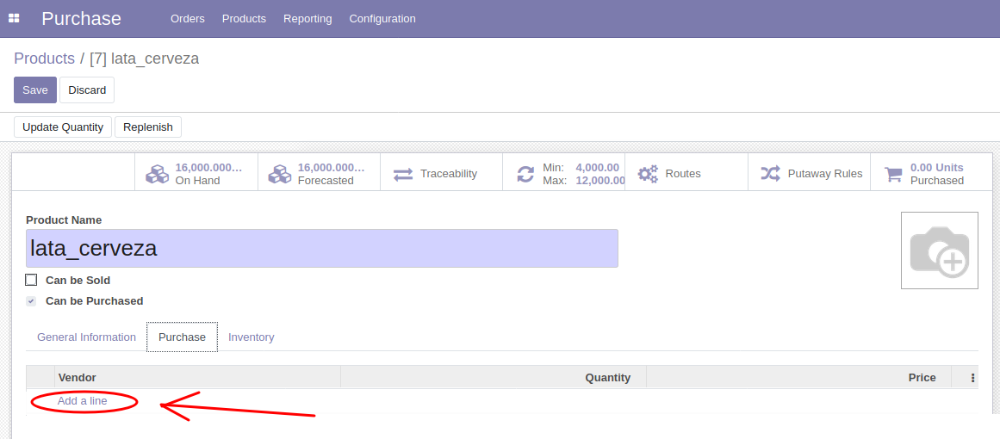 Purchase Orders Products Reporting Configuration
Products / [7] lata_cerveza
Save Discard
Update Quantity Replenish
16,000.000... On Hand
16,000.000... Forecasted
Traceability
Min: 4,000.00
Max: 12,000.00
Routes
Putaway Rules
0.00 Units Purchased
Product Name
lata_cerveza
Can be Sold
Can be Purchased
General Information Purchase Inventory
Vendor Quantity Price
Add a line